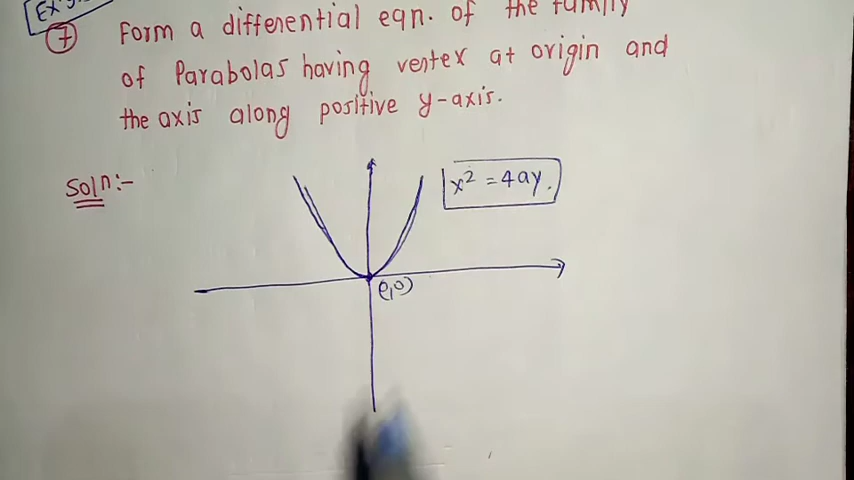 Ex
7 Form a differential eqn. of the family
of Parabolas having vertex at origin and
the axis along positive y-axis.
Soln:-
x² = 4ay.
(0,0)